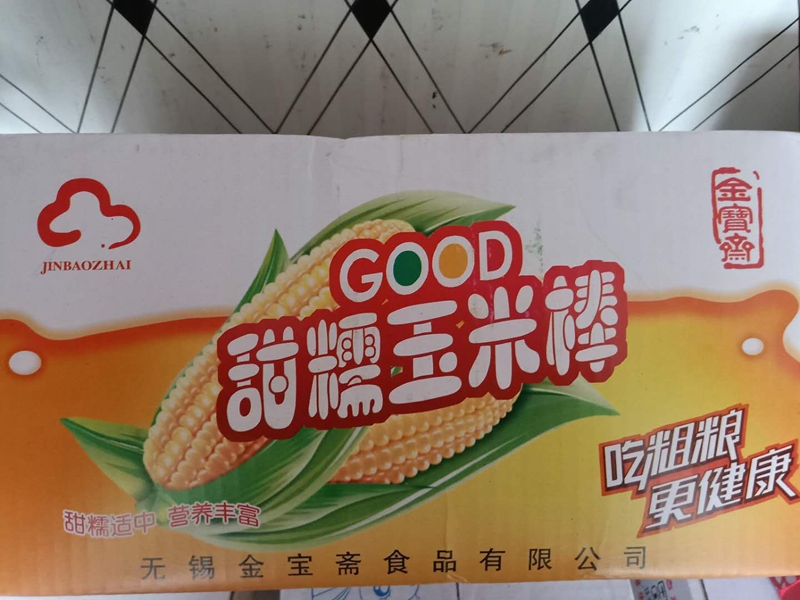 JINBAOZHAI
金寶齋
GOOD
甜糯玉米棒
吃粗粮
更健康
甜糯适中 营养丰富
无锡金宝斋食品有限公司